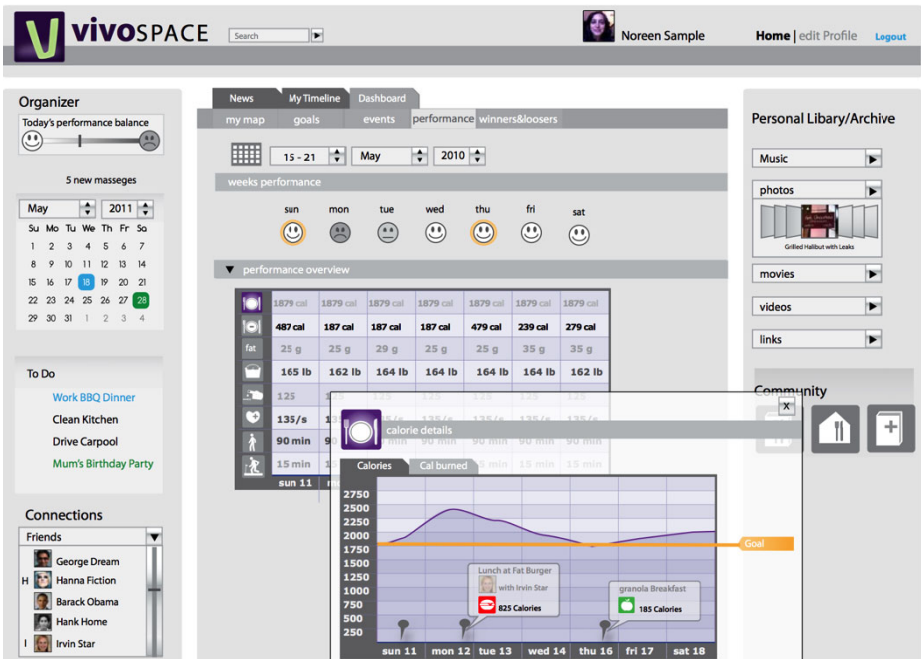 VIVOSPACE
Search
Noreen Sample
Home | edit Profile Logout
Organizer
Today's performance balance
5 new masseges
May 2011
Su Mo Tu We Th Fr Sa
1 2 3 4 5 6 7
8 9 10 11 12 13 14
15 16 17 18 19 20 21
22 23 24 25 26 27 28
29 30 31 1 2 3 4
To Do
Work BBQ Dinner
Clean Kitchen
Drive Carpool
Mum's Birthday Party
Connections
Friends
George Dream
H Hanna Fiction
Barack Obama
Hank Home
I Irvin Star
News My Timeline Dashboard
my map goals events performance winners&loosers
15 - 21 May 2010
weeks performance
sun mon tue wed thu fri sat
performance overview
1879 cal 1879 cal 1879 cal 1879 cal 1879 cal 1879 cal 1879 cal
487 cal 187 cal 187 cal 187 cal 479 cal 239 cal 279 cal
fat 25 g 25 g 29 g 25 g 25 g 35 g 35 g
165 lb 162 lb 164 lb 164 lb 164 lb 164 lb 162 lb
125 125 125 125 125 125 125
135/s
90 min 90 min 90 min 90 min 90 min 90 min
15 min 15 min 15 min 15 min
sun 11
calorie details
X
Calories Cal burned
2750
2500
2250
2000
1750
1500
1250
1000
750
500
250
Goal
Lunch at Fat Burger
with Irvin Star
825 Calories
granola Breakfast
185 Calories
sun 11 mon 12 tue 13 wed 14 thu 16 fri 17 sat 18
Personal Libary/Archive
Music
photos
Grilled Halibut with Leaks
movies
videos
links
Community